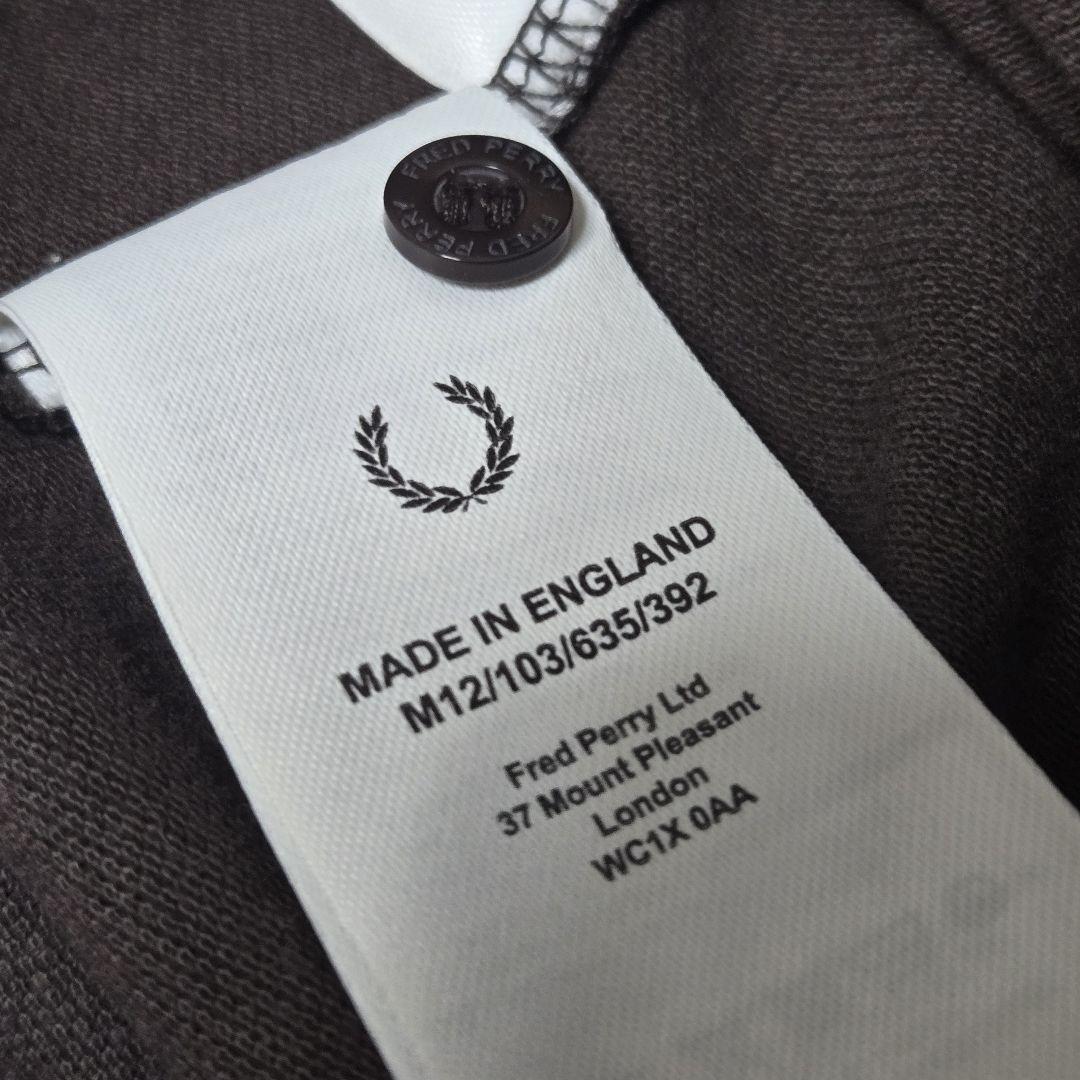 FRED PERRY
FRED PERRY
MADE IN ENGLAND
M12/103/635/392
Fred Perry Ltd
37 Mount Pleasant
London
WC1X 0AA